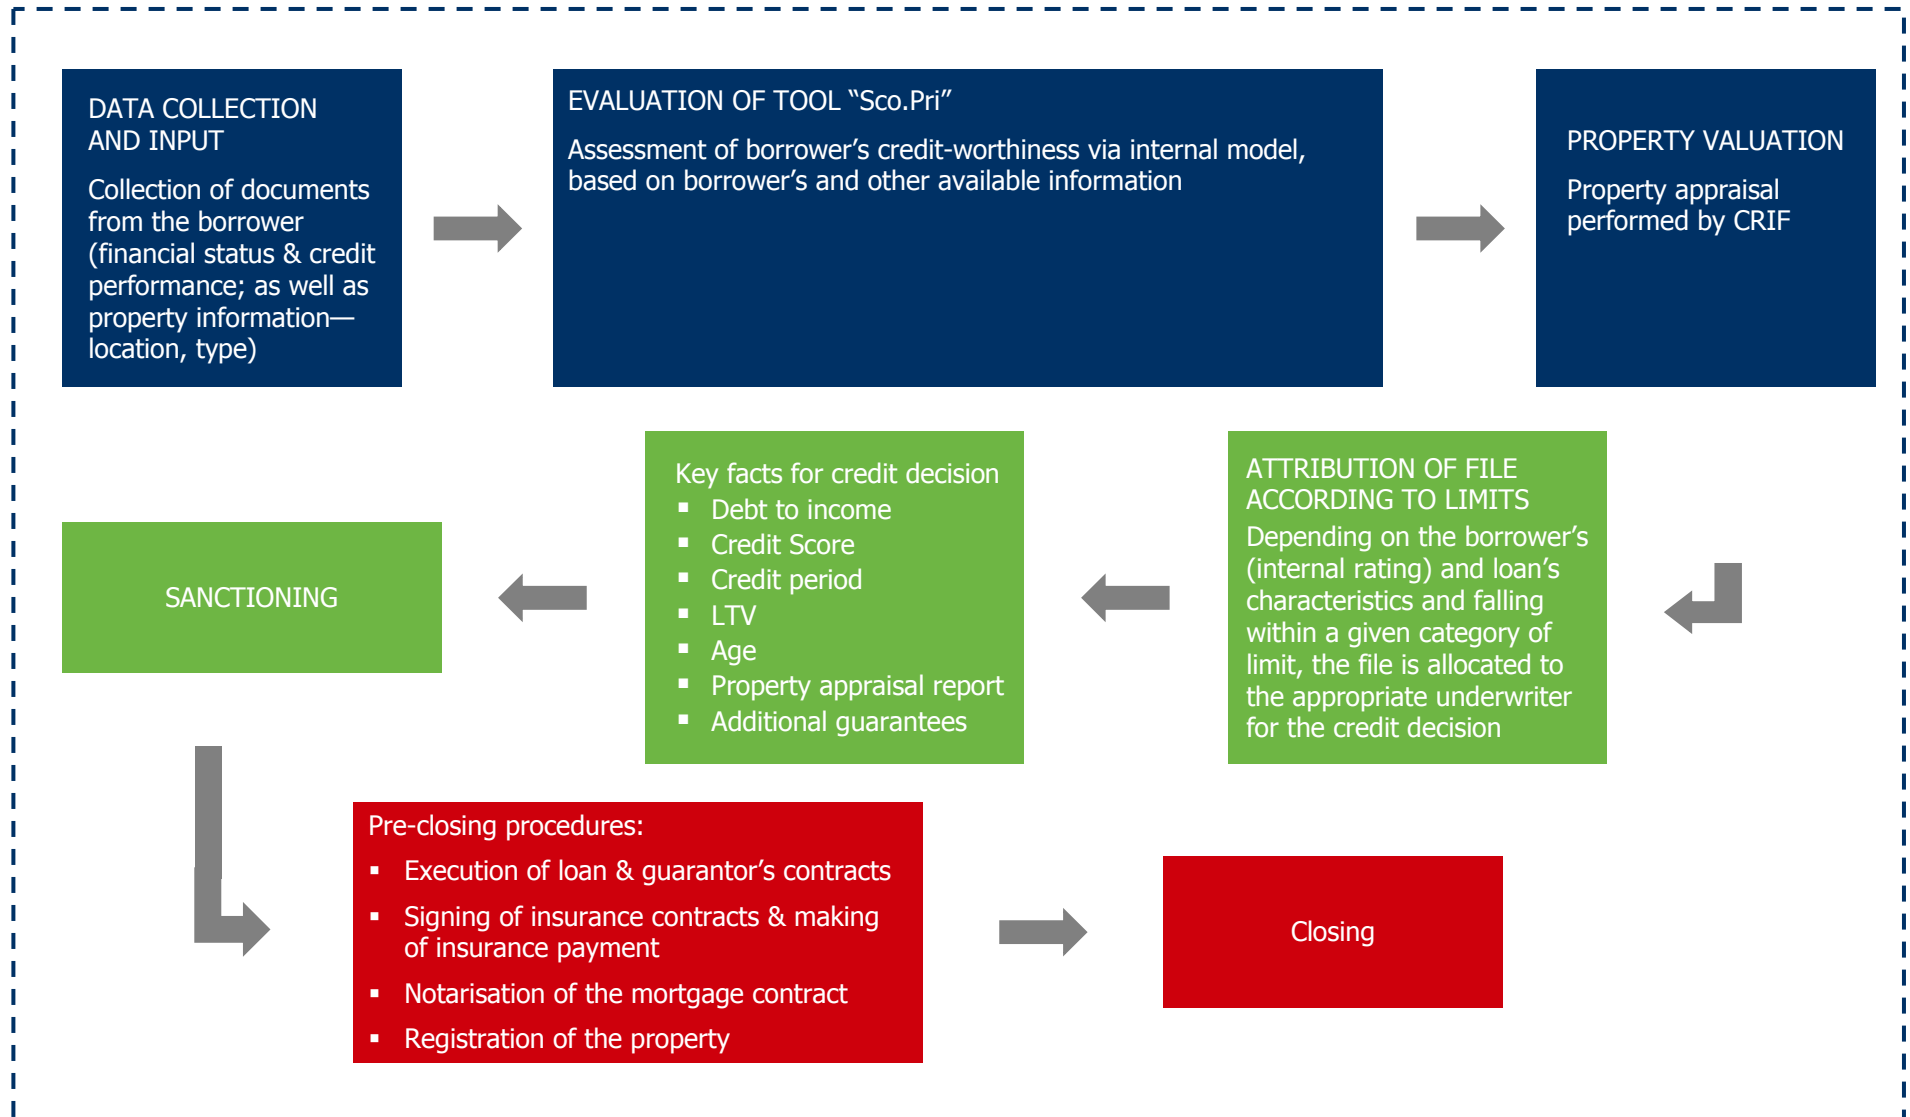 DATA COLLECTION
AND INPUT
Collection of documents
from the borrower
(financial status & credit
performance; as well as
property information—
location, type)
EVALUATION OF TOOL “Sco.Pri”
Assessment of borrower’s credit-worthiness via internal model,
based on borrower’s and other available information
PROPERTY VALUATION
Property appraisal
performed by CRIF
ATTRIBUTION OF FILE
ACCORDING TO LIMITS
Depending on the borrower’s
(internal rating) and loan’s
characteristics and falling
within a given category of
limit, the file is allocated to
the appropriate underwriter
for the credit decision
Key facts for credit decision
▪ Debt to income
▪ Credit Score
▪ Credit period
▪ LTV
▪ Age
▪ Property appraisal report
▪ Additional guarantees
SANCTIONING
Pre-closing procedures:
▪ Execution of loan & guarantor’s contracts
▪ Signing of insurance contracts & making
of insurance payment
▪ Notarisation of the mortgage contract
▪ Registration of the property
Closing